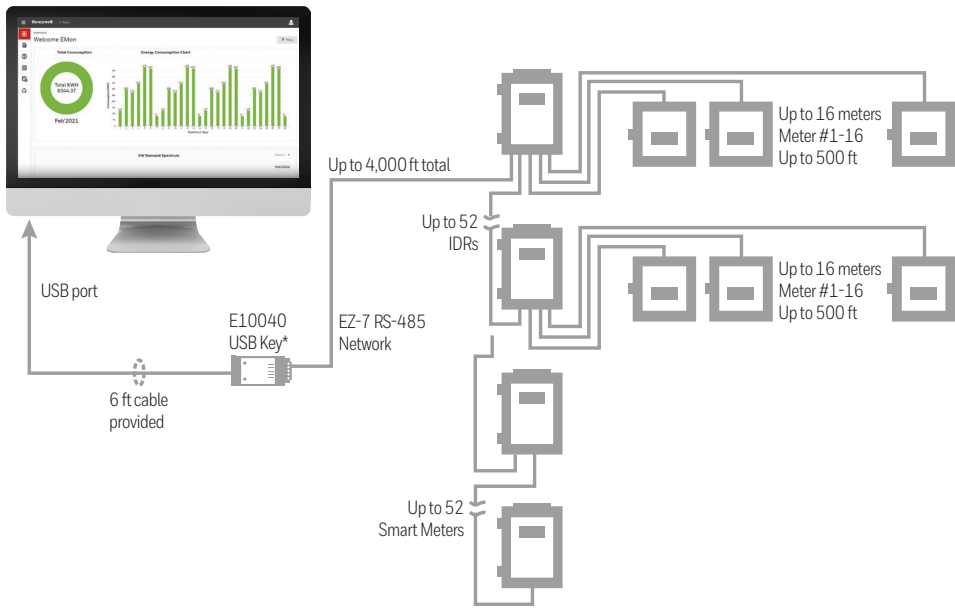 Honeywell
Welcome EMon
Filter
Total Consumption
Energy Consumption Chart
Total KWH
8344.37
Feb'2021
KW Demand Spectrum
Up to 4,000 ft total
Up to 16 meters
Meter #1-16
Up to 500 ft
Up to 52
IDRs
Up to 16 meters
Meter #1-16
Up to 500 ft
USB port
E10040
USB Key*
EZ-7 RS-485
Network
6 ft cable
provided
Up to 52
Smart Meters